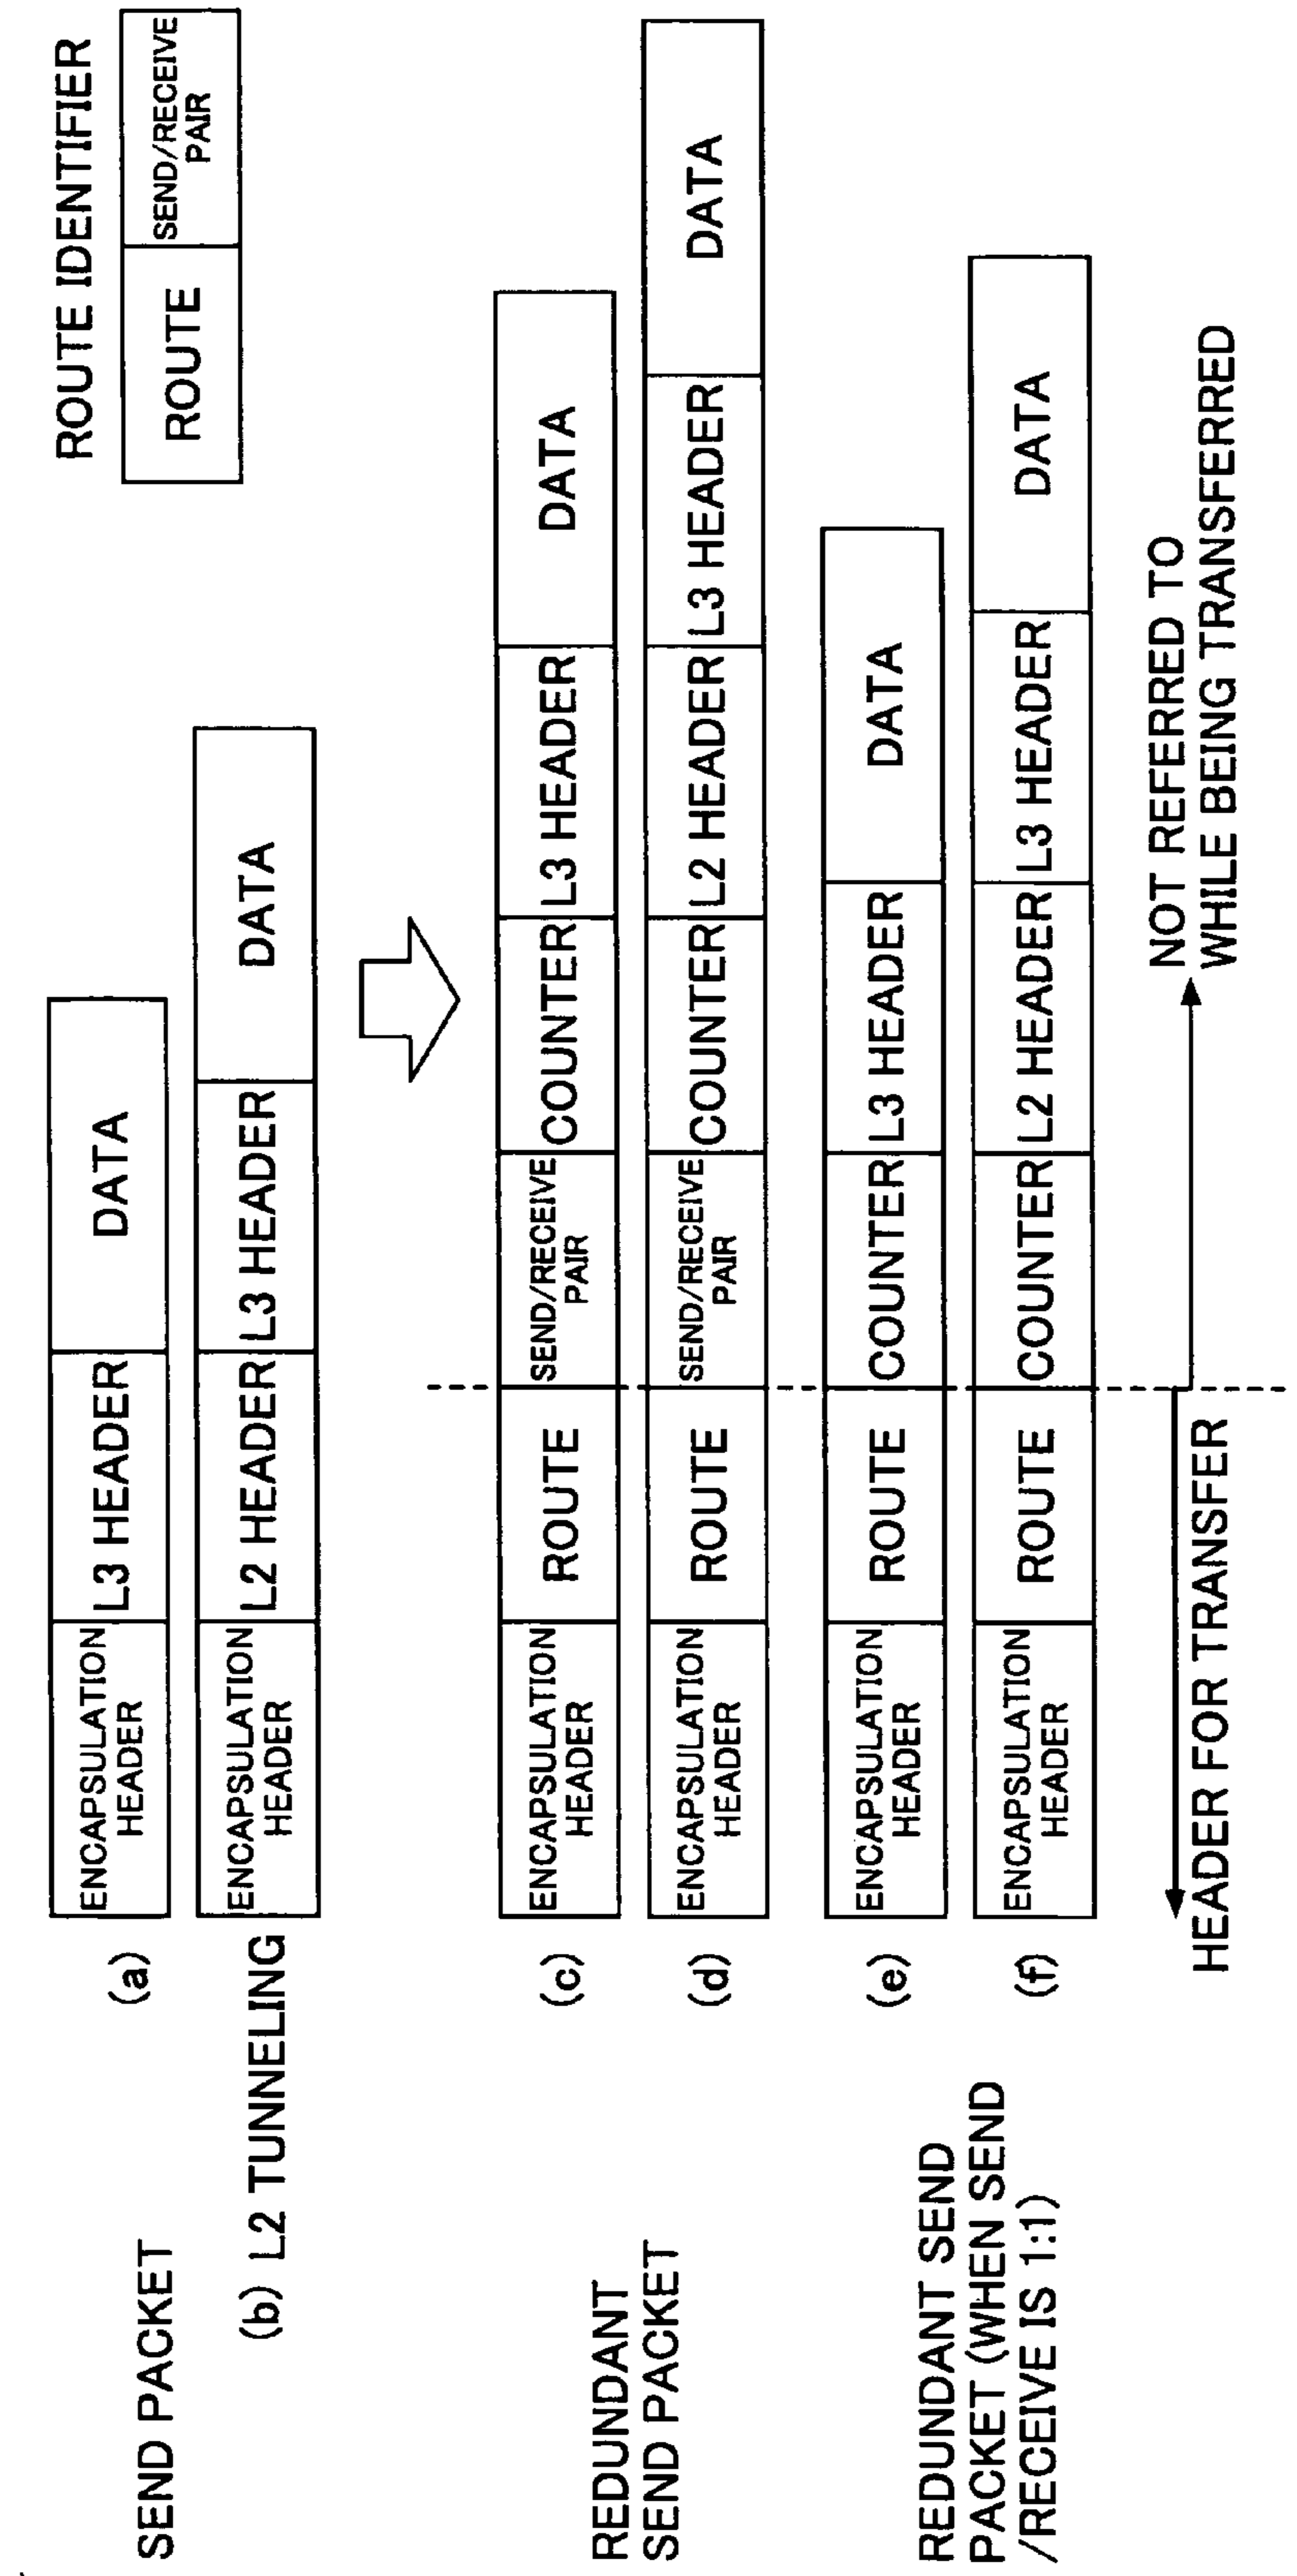 ROUTE IDENTIFIER
ROUTE
SEND/RECEIVE
PAIR
SEND PACKET
(a)
ENCAPSULATION
HEADER
L3 HEADER
DATA
(b) L2 TUNNELING
ENCAPSULATION
HEADER
L2 HEADER
L3 HEADER
DATA
REDUNDANT
SEND PACKET
(c)
ENCAPSULATION
HEADER
ROUTE
SEND/RECEIVE
PAIR
COUNTER
L3 HEADER
DATA
(d)
ENCAPSULATION
HEADER
ROUTE
SEND/RECEIVE
PAIR
COUNTER
L2 HEADER
L3 HEADER
DATA
REDUNDANT SEND
PACKET (WHEN SEND
/RECEIVE IS 1:1)
(e)
ENCAPSULATION
HEADER
ROUTE
COUNTER
L3 HEADER
DATA
(f)
ENCAPSULATION
HEADER
ROUTE
COUNTER
L2 HEADER
L3 HEADER
DATA
HEADER FOR TRANSFER
NOT REFERRED TO
WHILE BEING TRANSFERRED